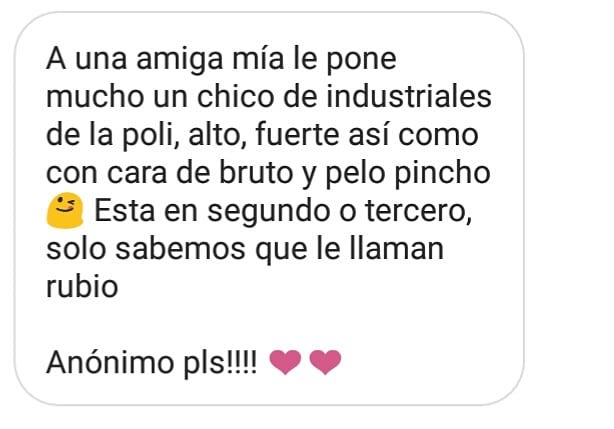 A una amiga mía le pone
mucho un chico de industriales
de la poli, alto, fuerte así como
con cara de bruto y pelo pincho
😜 Esta en segundo o tercero,
solo sabemos que le llaman
rubio
Anónimo pls!!!! ❤❤